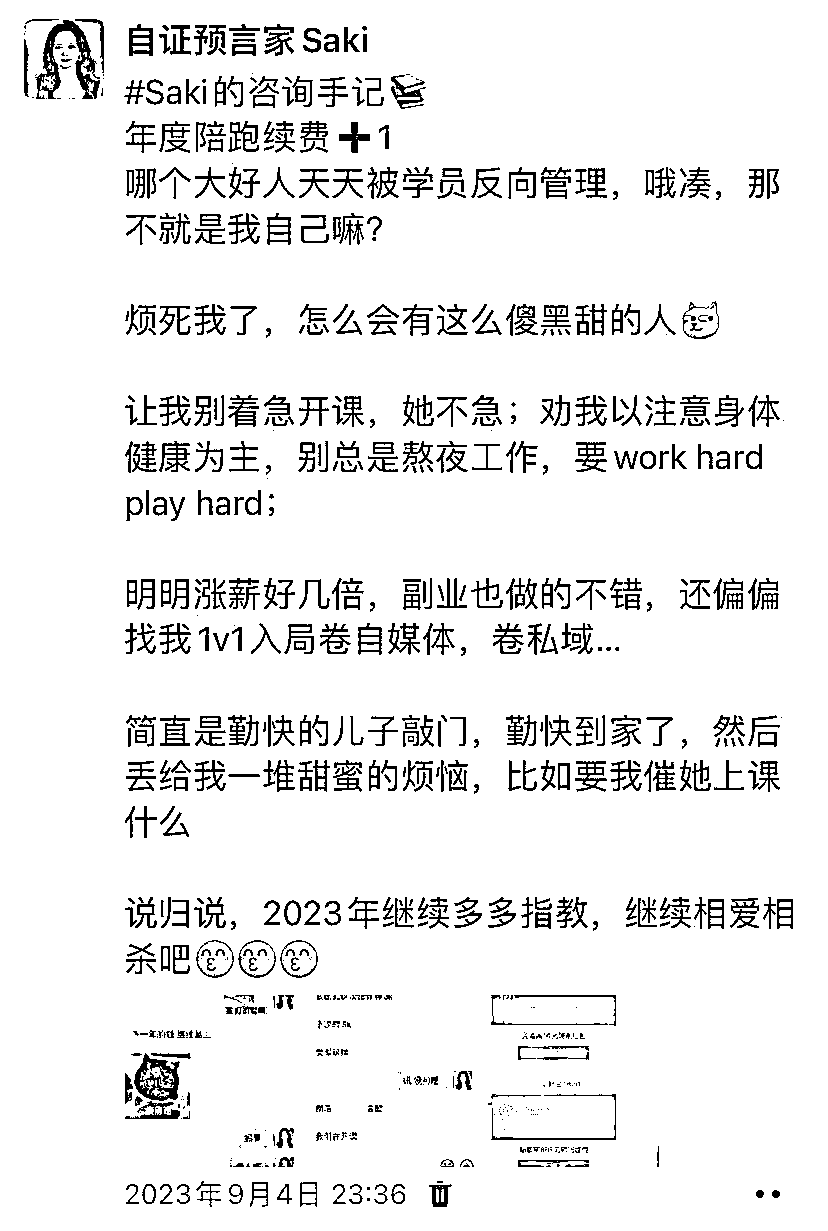 自证预言家Saki
#Saki的咨询手记📚
年度陪跑续费➕1
哪个大好人天天被学员反向管理，哦凑，那
不就是我自己嘛？
烦死我了，怎么会有这么傻黑甜的人
让我别着急开课，她不急；劝我以注意身体
健康为主，别总是熬夜工作，要work hard
play hard；
明明涨薪好几倍，副业也做的不错，还偏偏
找我1v1入局卷自媒体，卷私域...
简直是勤快的儿子敲门，勤快到家了，然后
丢给我一堆甜蜜的烦恼，比如要我催她上课
什么
说归说，2023年继续多多指教，继续相爱相
杀吧😙😙😙
2023年9月4日 23:36